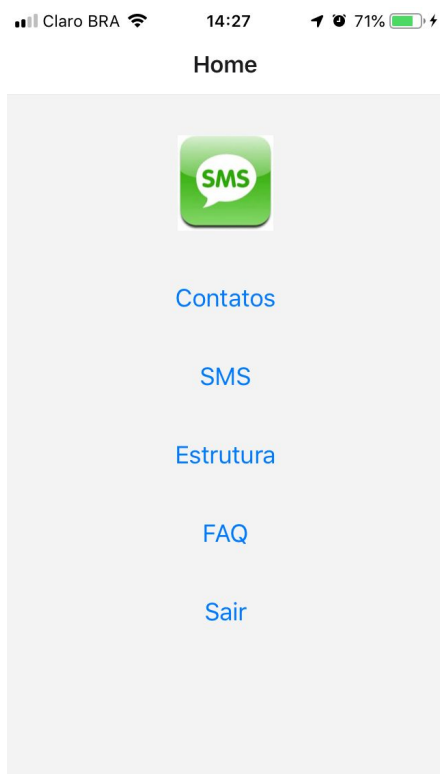 Claro BRA 14:27 71%
Home
SMS
Contatos
SMS
Estrutura
FAQ
Sair